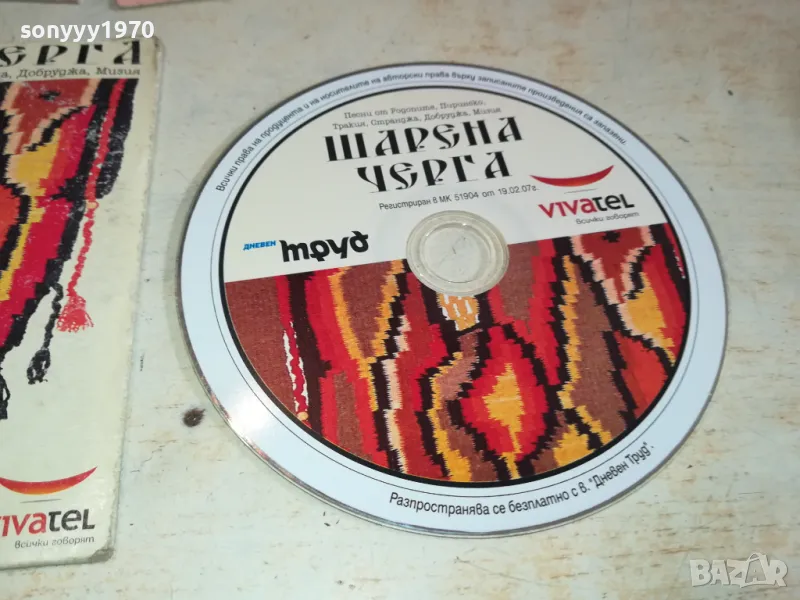 sonyyy1970
ЧЕРГА
а, Добруджа, Мизия
VIVATEL
всички говорят
Всички права на продуцента и на носителите на авторски права върху записаните произведения са запазени.
Песни от Родопите, Пиринско,
Тракия, Странджа, Добруджа, Мизия
ШАРЕНА
ЧЕРГА
Регистриран в МК 51904 от 19.02.07г.
VIVATEL
всички говорят
ДНЕВЕН Труд
Разпространява се безплатно с в. "Дневен Труд".
BAZAR